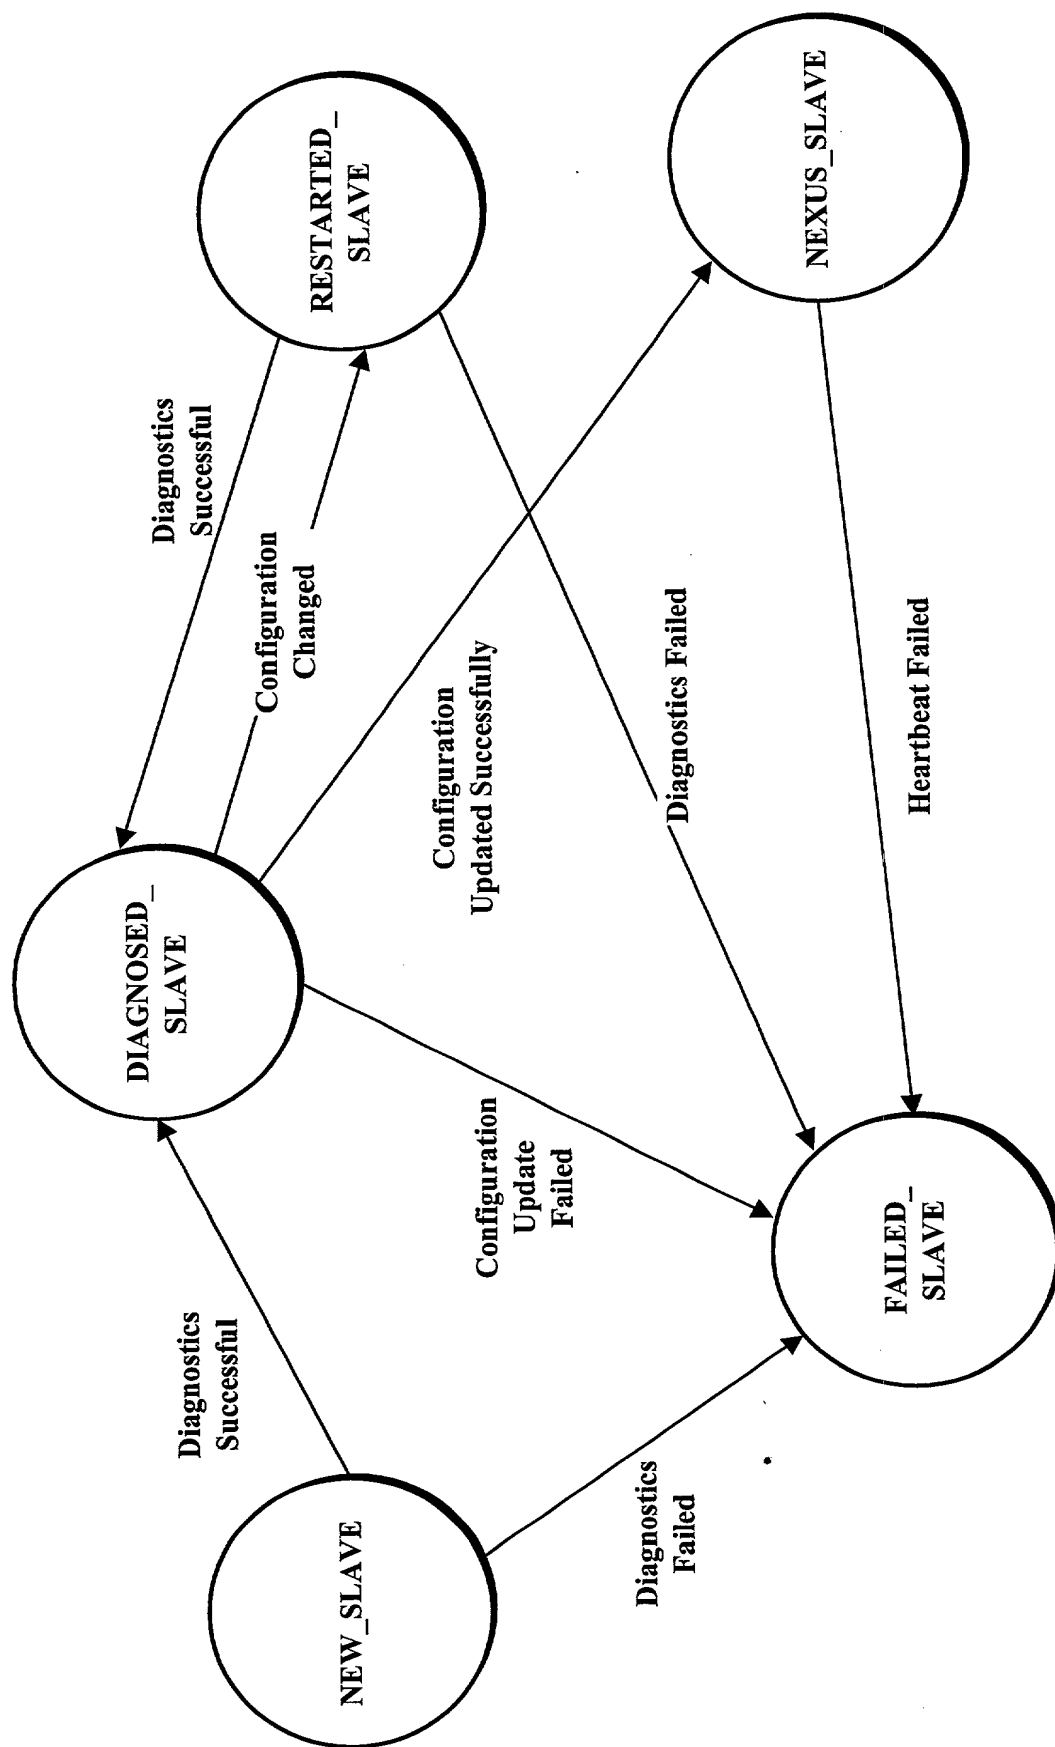 NEW_SLAVE
Diagnostics
Successful
DIAGNOSED_
SLAVE
Diagnostics
Successful
Configuration
Changed
RESTARTED_
SLAVE
Configuration
Updated Successfully
Configuration
Update
Failed
Diagnostics Failed
Diagnostics
Failed
FAILED_
SLAVE
Heartbeat Failed
NEXUS_SLAVE